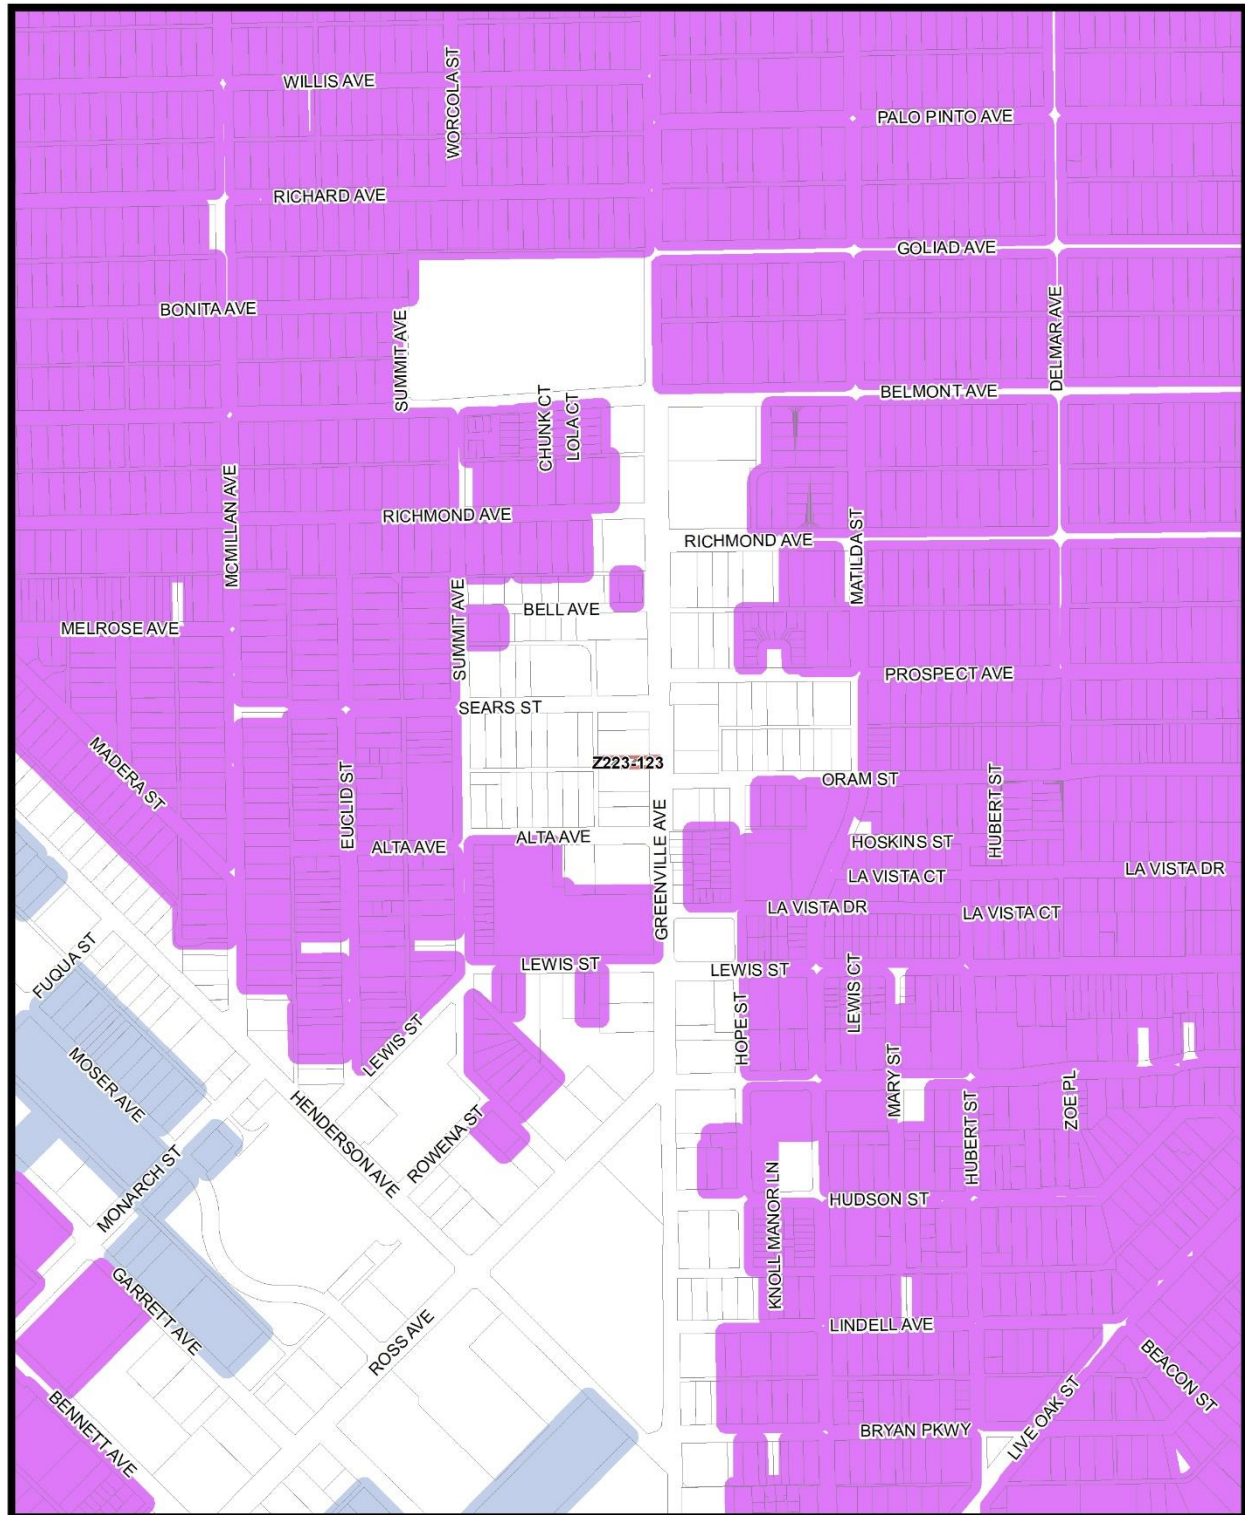 WORCOLA ST
WILLIS AVE
PALO PINTO AVE
RICHARD AVE
GOLIAD AVE
BONITA AVE
SUMMIT AVE
DELMAR AVE
BELMONT AVE
CHUNK CT
LOLA CT
MCMILLAN AVE
RICHMOND AVE
RICHMOND AVE
MATILDA ST
SUMMIT AVE
BELL AVE
MELROSE AVE
PROSPECT AVE
SEARS ST
MADERA ST
EUCLID ST
Z223-123
ORAM ST
HUBERT ST
GREENVILLE AVE
ALTA AVE
ALTA AVE
HOSKINS ST
LA VISTA DR
LA VISTA CT
LA VISTA DR
LA VISTA CT
FUQUA ST
LEWIS ST
LEWIS ST
LEWIS CT
HOPE ST
LEWIS ST
MOSER AVE
MARY ST
ZOE PL
HENDERSON AVE
ROWENA ST
HUBERT ST
MONARCH ST
KNOLL MANOR LN
HUDSON ST
GARRETT AVE
ROSS AVE
LINDELL AVE
BEACON ST
BENNETT AVE
LIVE OAK ST
BRYAN PKWY